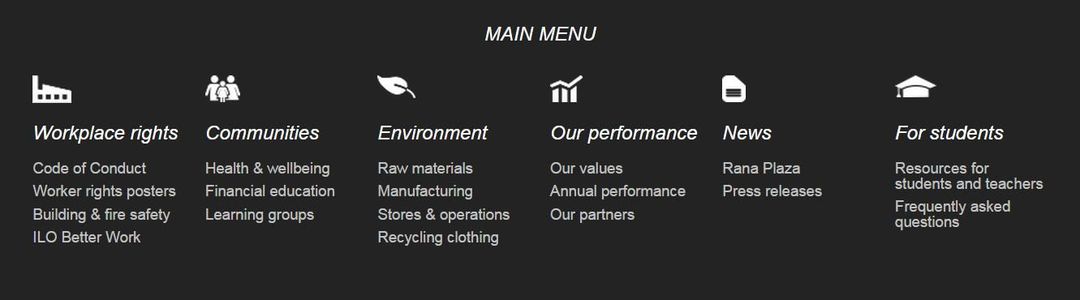 MAIN MENU
Workplace rights
Code of Conduct
Worker rights posters
Building & fire safety
ILO Better Work
Communities
Health & wellbeing
Financial education
Learning groups
Environment
Raw materials
Manufacturing
Stores & operations
Recycling clothing
Our performance
Our values
Annual performance
Our partners
News
Rana Plaza
Press releases
For students
Resources for
students and teachers
Frequently asked
questions